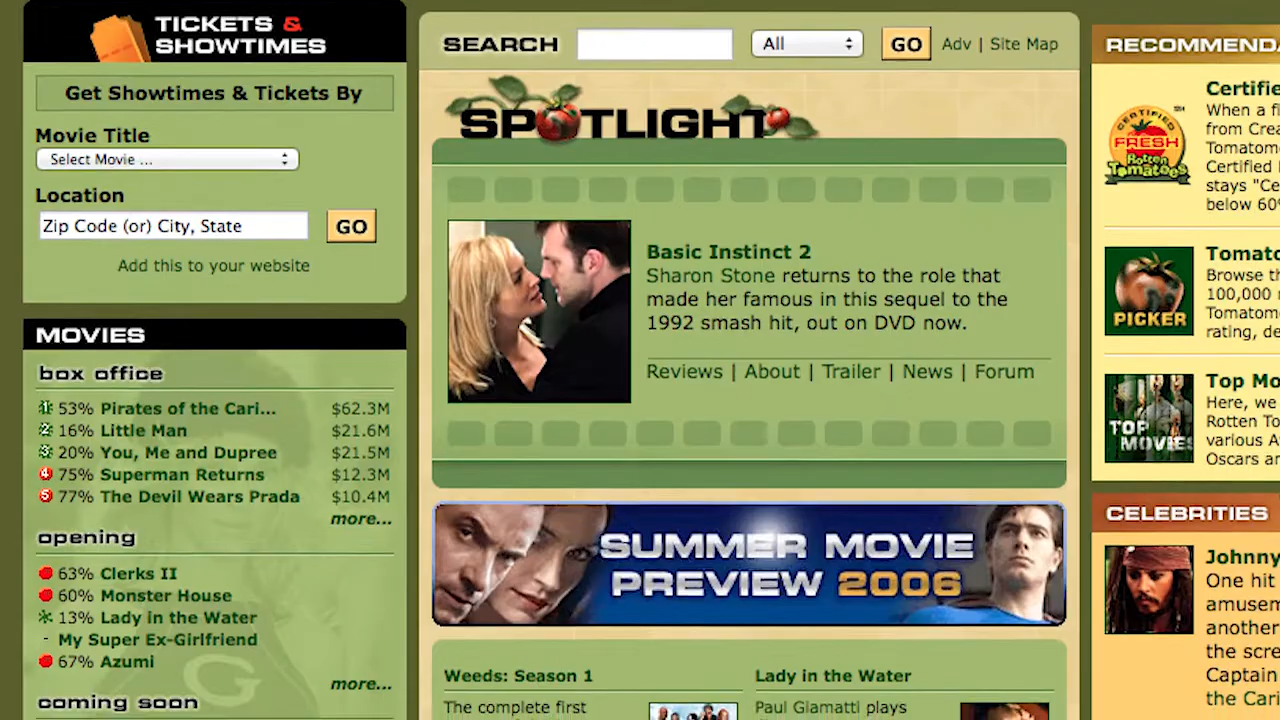 TICKETS &
SHOWTIMES
Get Showtimes & Tickets By
Movie Title
Select Movie ...
Location
Zip Code (or) City, State
GO
Add this to your website
MOVIES
box office
1 53% Pirates of the Cari... $62.3M
2 16% Little Man $21.6M
3 20% You, Me and Dupree $21.5M
4 75% Superman Returns $12.3M
5 77% The Devil Wears Prada $10.4M
more...
opening
63% Clerks II
60% Monster House
13% Lady in the Water
- My Super Ex-Girlfriend
67% Azumi
more...
coming soon
SEARCH
All
GO
Adv | Site Map
SPOTLIGHT
Basic Instinct 2
Sharon Stone returns to the role that
made her famous in this sequel to the
1992 smash hit, out on DVD now.
Reviews | About | Trailer | News | Forum
SUMMER MOVIE
PREVIEW 2006
Weeds: Season 1
The complete first
Lady in the Water
Paul Giamatti plays
RECOMMENDA
CERTIFIED
FRESH
Rotten
Tomatoes
Certifie
When a fi
from Crea
Tomatome
Certified
stays "Ce
below 60%
PICKER
Tomato
Browse th
100,000 r
Tomatome
rating, de
TOP
MOVIES
Top Mo
Here, we
Rotten To
various A
Oscars an
CELEBRITIES
Johnny
One hit
amusem
another
the scre
Captain
the Car